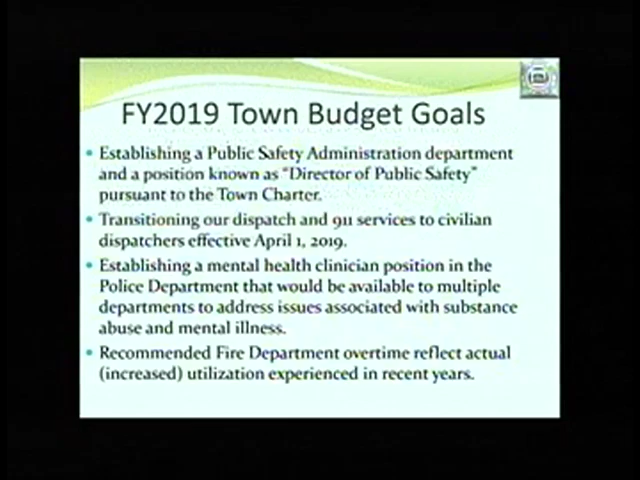 FY2019 Town Budget Goals
• Establishing a Public Safety Administration department
and a position known as "Director of Public Safety"
pursuant to the Town Charter.
• Transitioning our dispatch and 911 services to civilian
dispatchers effective April 1, 2019.
• Establishing a mental health clinician position in the
Police Department that would be available to multiple
departments to address issues associated with substance
abuse and mental illness.
• Recommended Fire Department overtime reflect actual
(increased) utilization experienced in recent years.